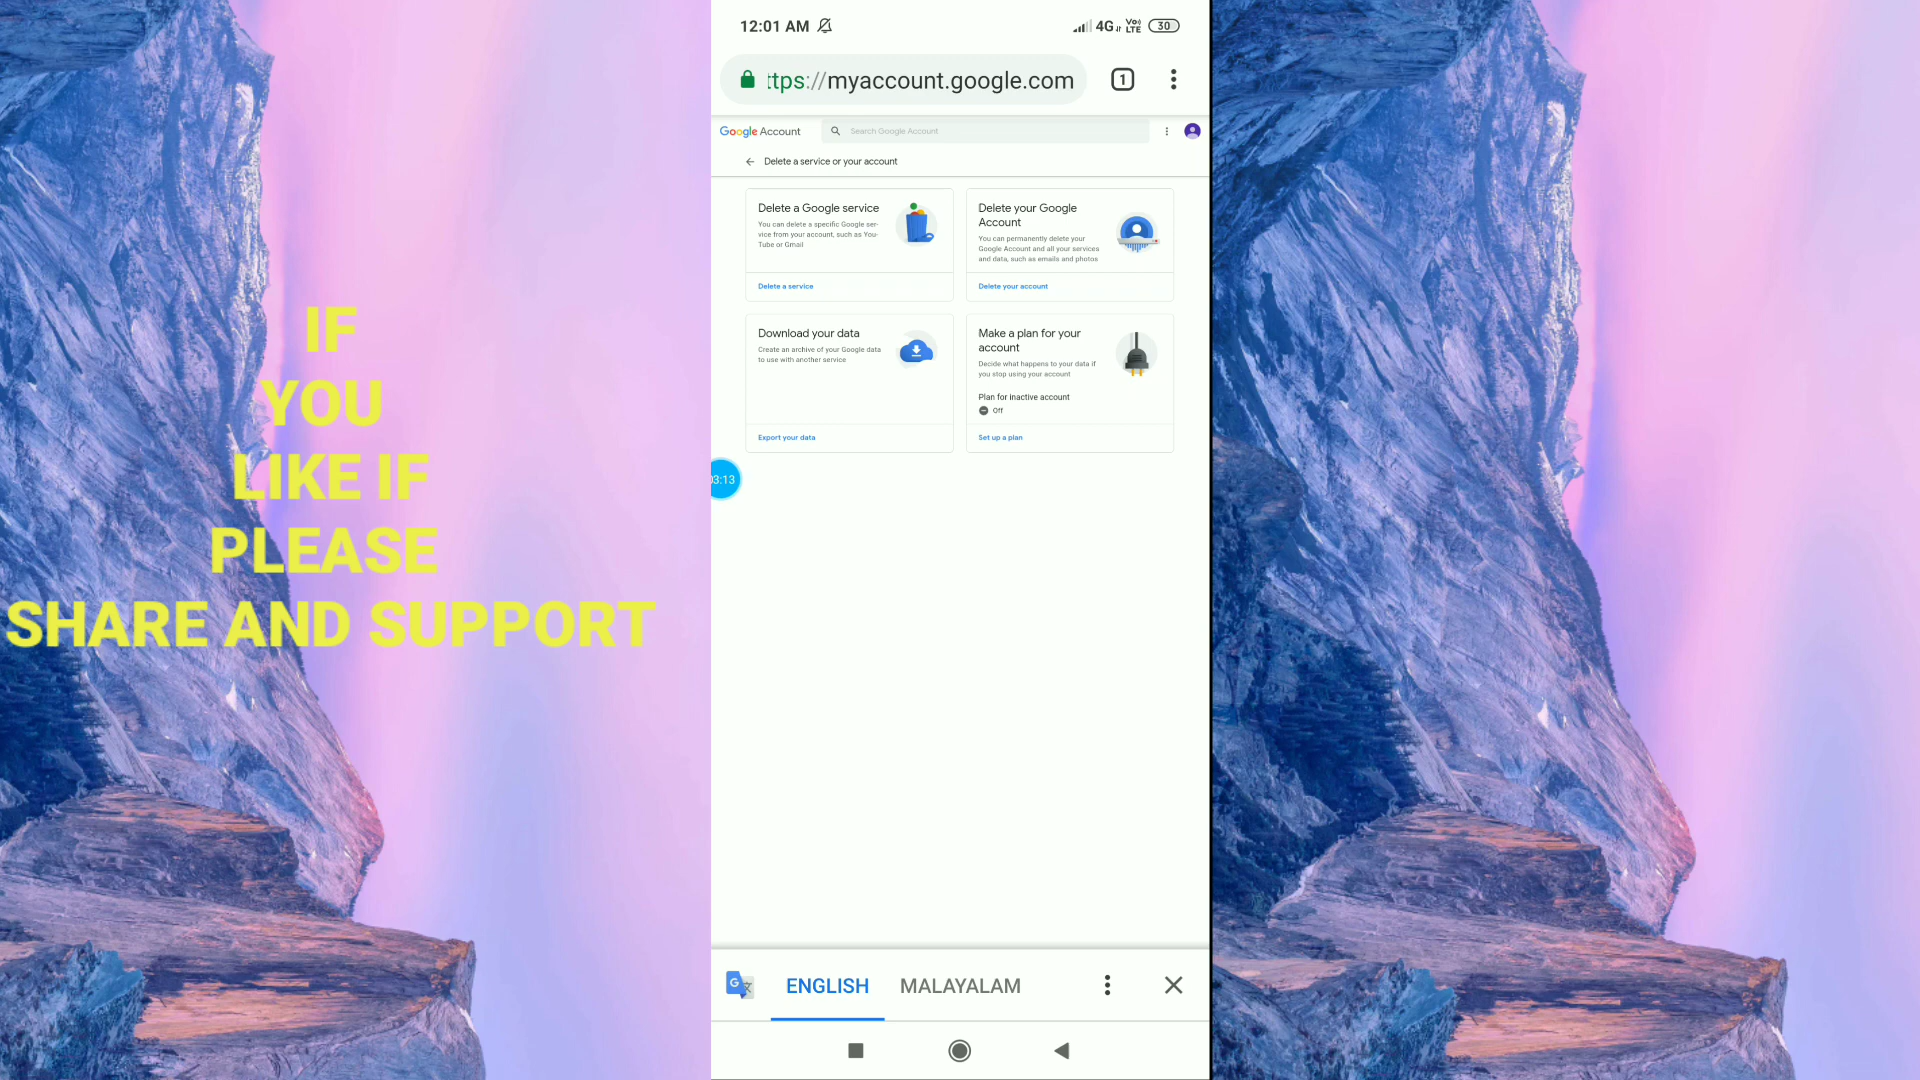 IF
YOU
LIKE IF
PLEASE
SHARE AND SUPPORT
12:01 AM
4G Vo) LTE 30
ttps://myaccount.google.com
1
Google Account
Search Google Account
Delete a service or your account
Delete a Google service
You can delete a specific Google ser-
vice from your account, such as You-
Tube or Gmail
Delete a service
Delete your Google
Account
You can permanently delete your
Google Account and all your services
and data, such as emails and photos
Delete your account
Download your data
Create an archive of your Google data
to use with another service
Export your data
Make a plan for your
account
Decide what happens to your data if
you stop using your account
Plan for inactive account
Off
Set up a plan
03:13
G
ENGLISH
MALAYALAM